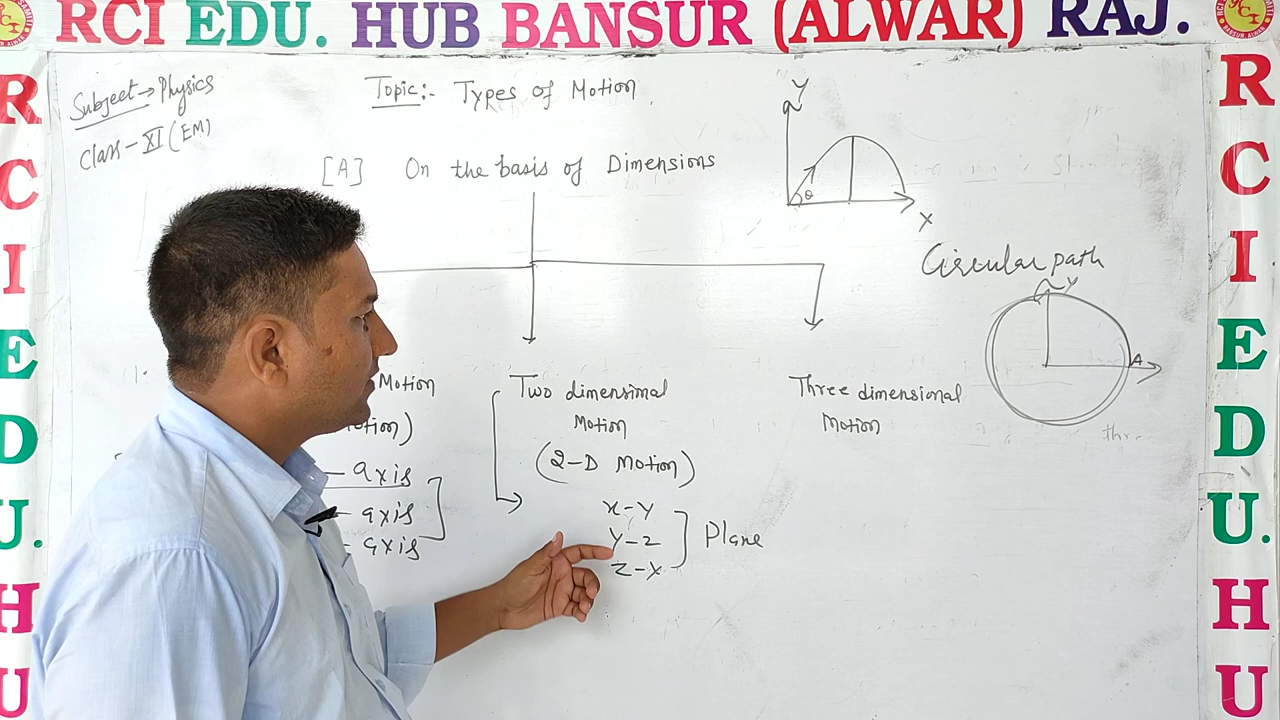 RCI EDU. HUB BANSUR (ALWAR) RAJ.
R
C
I
E
D
U.
H
U
Subject → Physics
Class - XI (EM)
Topic:- Types of Motion
[A] On the basis of Dimensions
Y
θ
X
Circular path
Y
A
Motion
- axis
- axis
- axis
Two dimensional
Motion
(2-D Motion)
x-y
y-z
z-x
Plane
Three dimensional
Motion
R
C
I
E
D
U.
H
U